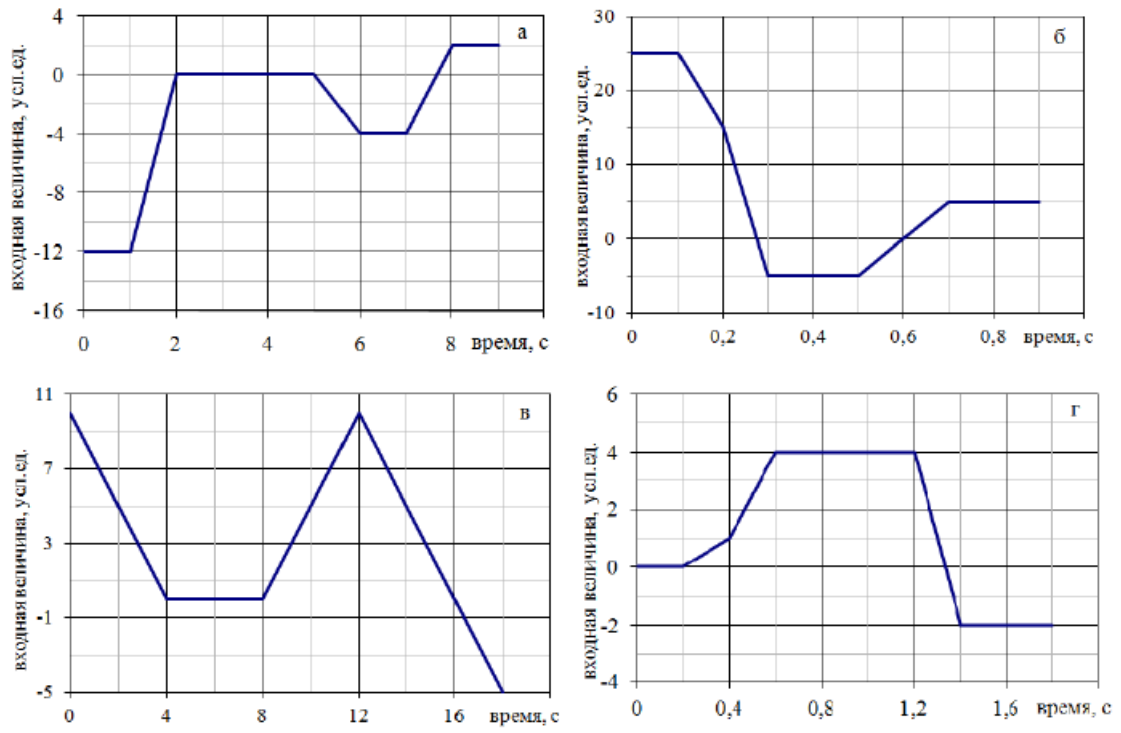 а
входная величина, усл.ед.
4
0
-4
-8
-12
-16
0 2 4 6 8 время, с
б
входная величина, усл.ед.
30
20
10
0
-10
0 0,2 0,4 0,6 0,8 время, с
в
входная величина, усл.ед.
11
7
3
-1
-5
0 4 8 12 16 время, с
г
входная величина, усл.ед.
6
4
2
0
-2
-4
0 0,4 0,8 1,2 1,6 время, с